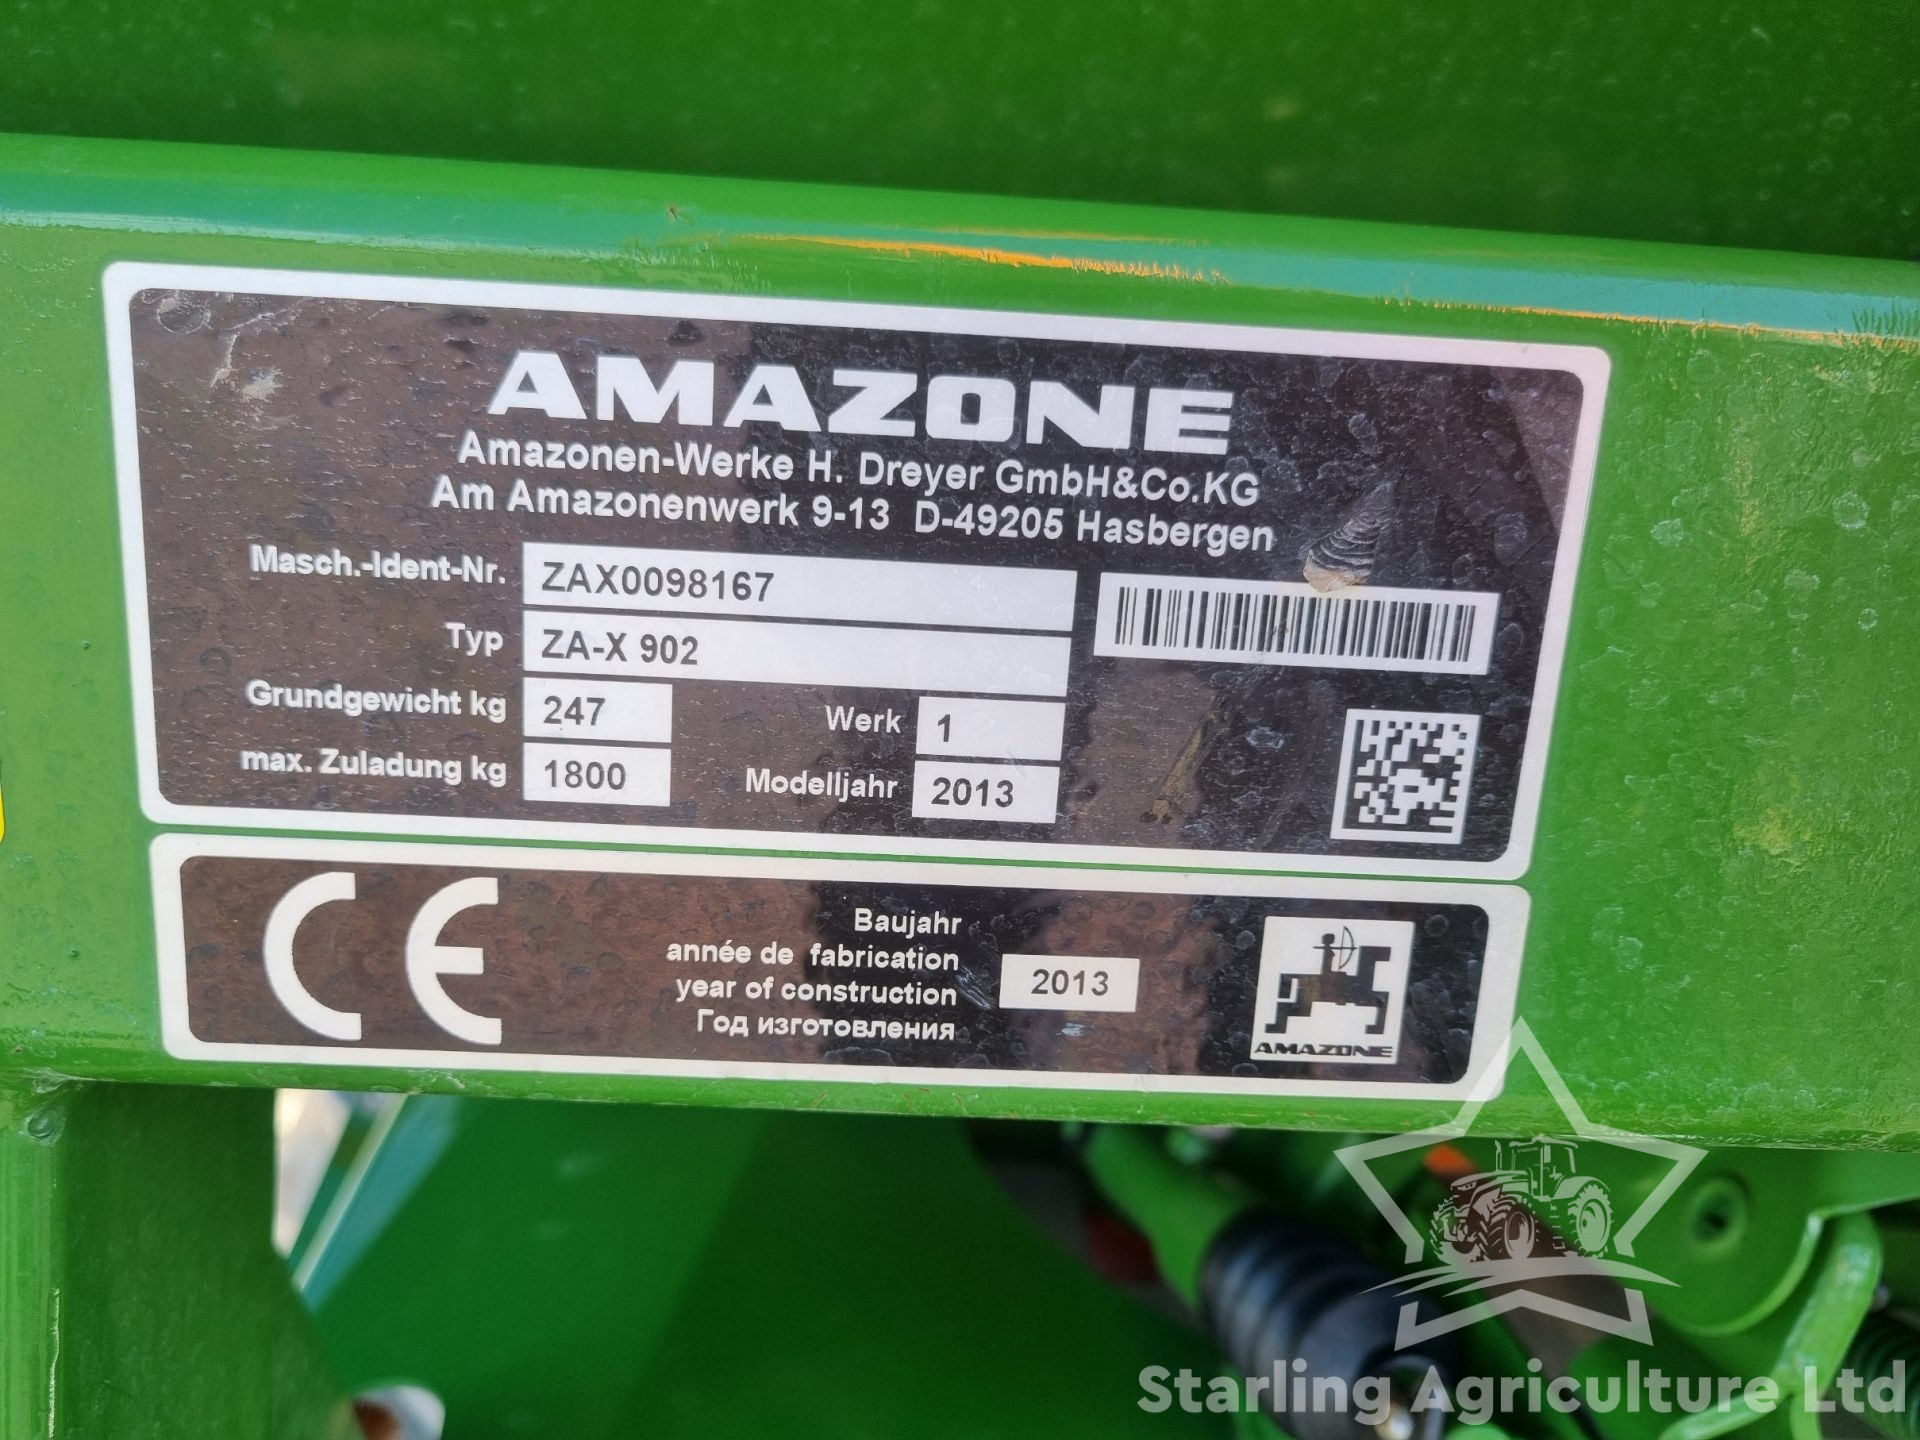 AMAZONE
Amazonen-Werke H. Dreyer GmbH&Co.KG
Am Amazonenwerk 9-13 D-49205 Hasbergen
Masch.-Ident-Nr. ZAX0098167
Typ ZA-X 902
Grundgewicht kg 247 Werk 1
max. Zuladung kg 1800 Modelljahr 2013
CE
Baujahr
année de fabrication
year of construction 2013
Год изготовления
AMAZONE
Starling Agriculture Ltd